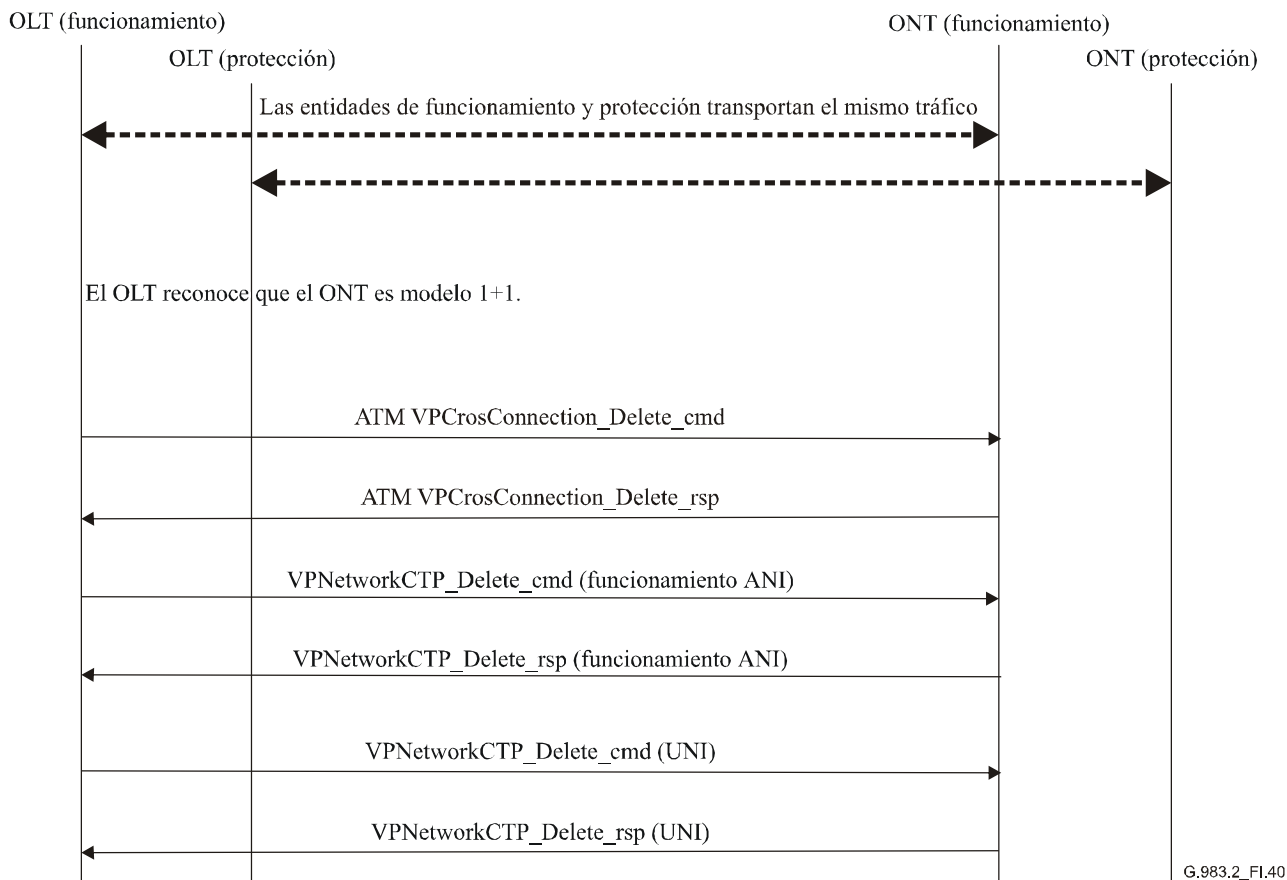 OLT (funcionamiento)
ONT (funcionamiento)
OLT (protección)
ONT (protección)
Las entidades de funcionamiento y protección transportan el mismo tráfico
El OLT reconoce que el ONT es modelo 1+1.
ATM VPCrosConnection_Delete_cmd
ATM VPCrosConnection_Delete_rsp
VPNetworkCTP_Delete_cmd (funcionamiento ANI)
VPNetworkCTP_Delete_rsp (funcionamiento ANI)
VPNetworkCTP_Delete_cmd (UNI)
VPNetworkCTP_Delete_rsp (UNI)
G.983.2_FI.40